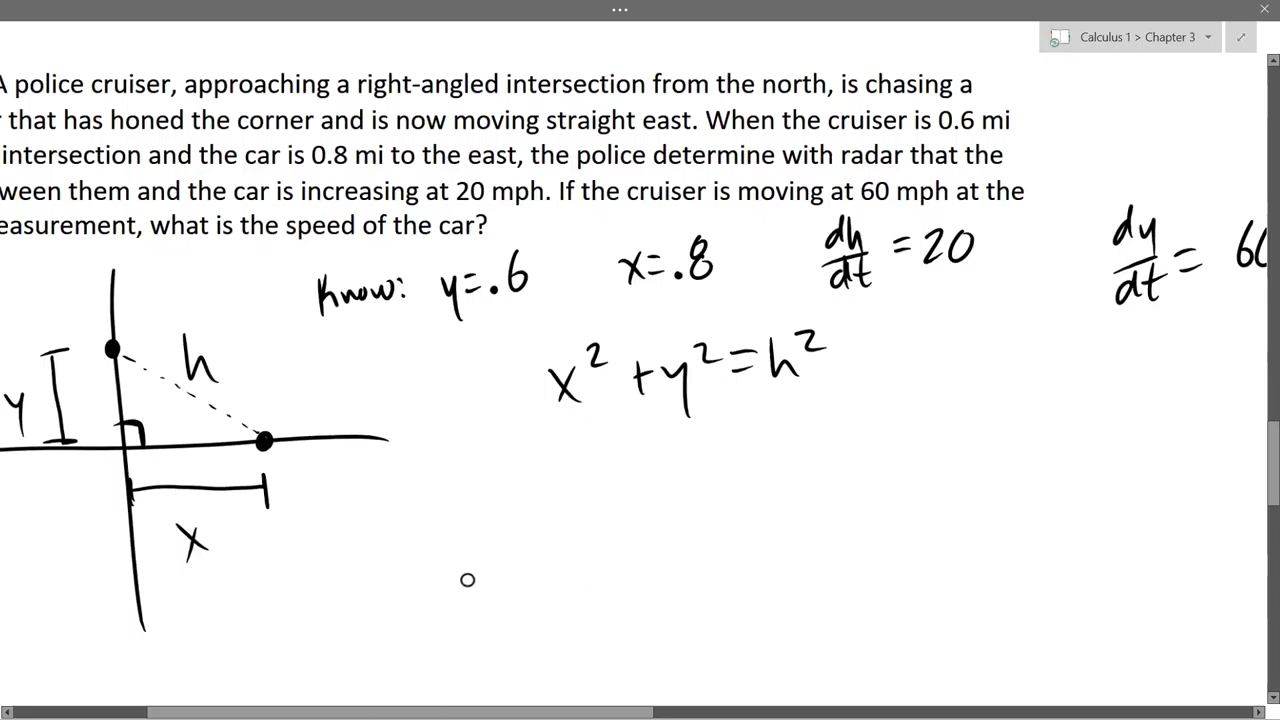 Calculus 1 > Chapter 3
A police cruiser, approaching a right-angled intersection from the north, is chasing a
that has honed the corner and is now moving straight east. When the cruiser is 0.6 mi
intersection and the car is 0.8 mi to the east, the police determine with radar that the
them and the car is increasing at 20 mph. If the cruiser is moving at 60 mph at the
what is the speed of the car?
Know: y=.6 x=.8 dh/dt =20 dy/dt =
x² + y² = h²
h
y
x